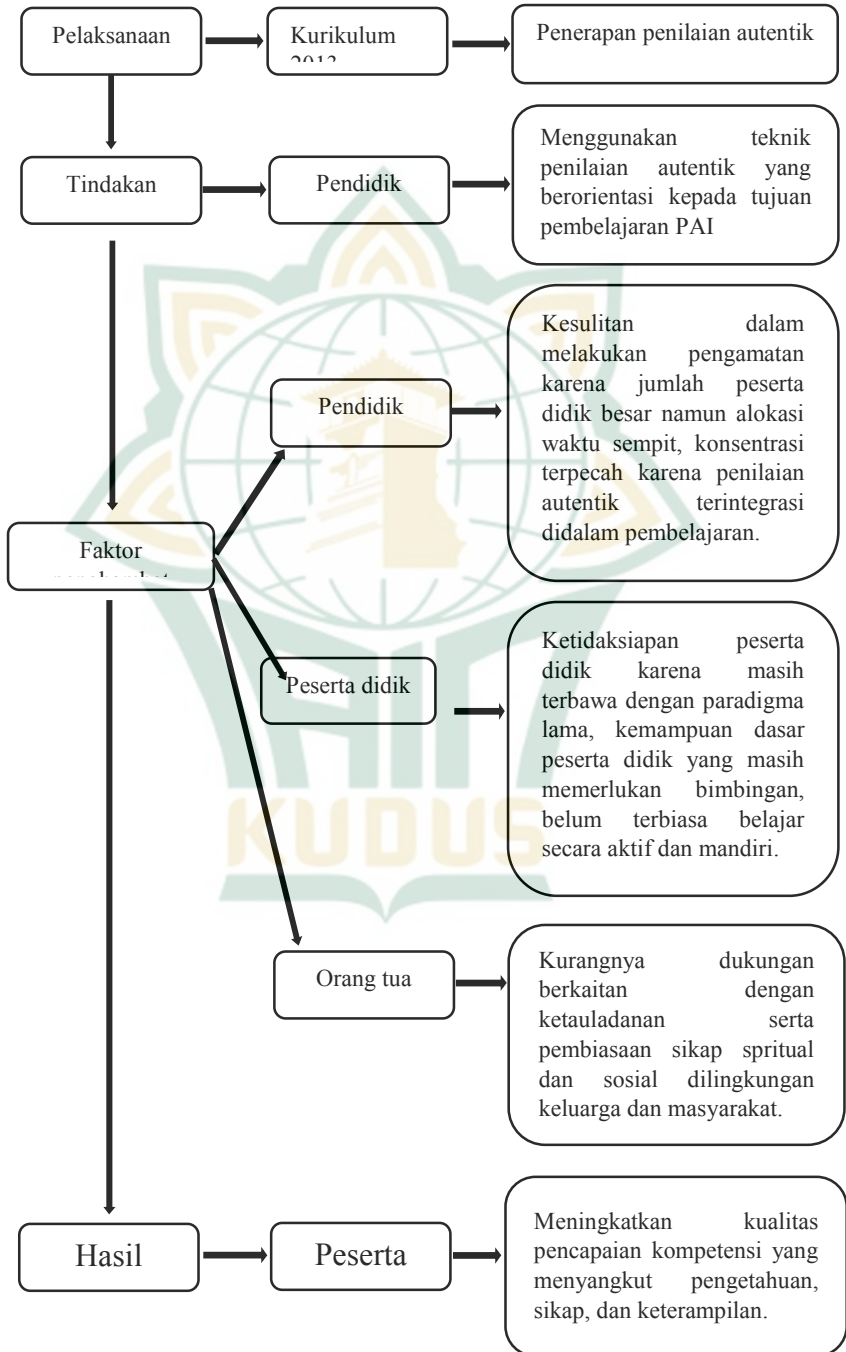 Pelaksanaan
Kurikulum
2013
Penerapan penilaian autentik
Tindakan
Pendidik
Menggunakan teknik
penilaian autentik yang
berorientasi kepada tujuan
pembelajaran PAI
Pendidik
Kesulitan dalam
melakukan pengamatan
karena jumlah peserta
didik besar namun alokasi
waktu sempit, konsentrasi
terpecah karena penilaian
autentik terintegrasi
didalam pembelajaran.
Faktor
Peserta didik
Ketidaksiapan peserta
didik karena masih
terbawa dengan paradigma
lama, kemampuan dasar
peserta didik yang masih
memerlukan bimbingan,
belum terbiasa belajar
secara aktif dan mandiri.
Orang tua
Kurangnya dukungan
berkaitan dengan
ketauladanan serta
pembiasaan sikap spritual
dan sosial dilingkungan
keluarga dan masyarakat.
Hasil
Peserta
Meningkatkan kualitas
pencapaian kompetensi yang
menyangkut pengetahuan,
sikap, dan keterampilan.
IAIN
KUDUS